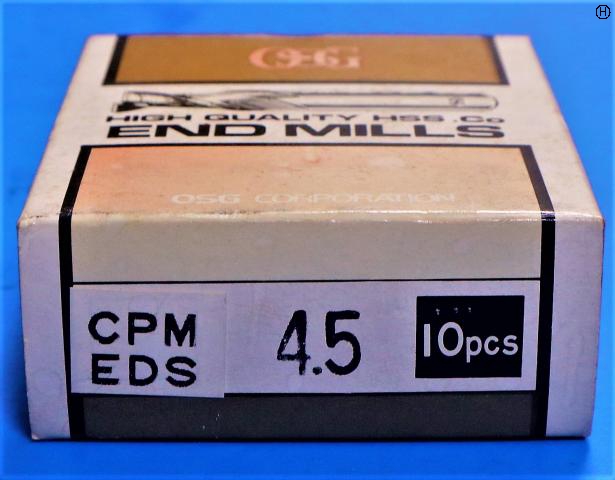 Ⓗ
OSG
HIGH QUALITY HSS.Co
END MILLS
OSG CORPORATION
CPM
EDS
4.5
10pcs